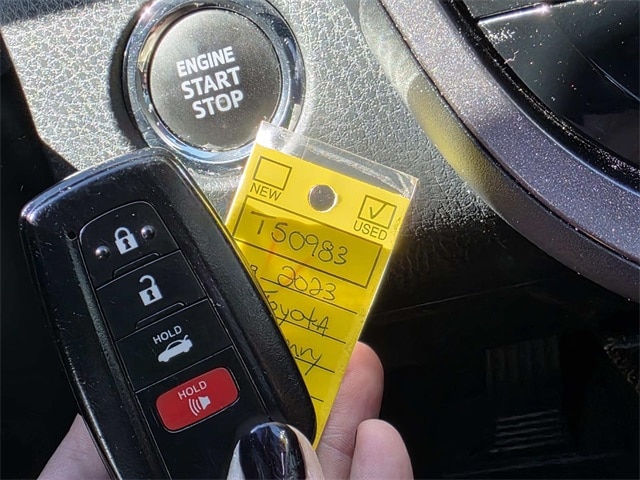 ENGINE
START
STOP
NEW
USED
T50983
2023
Toyota
HOLD
HOLD